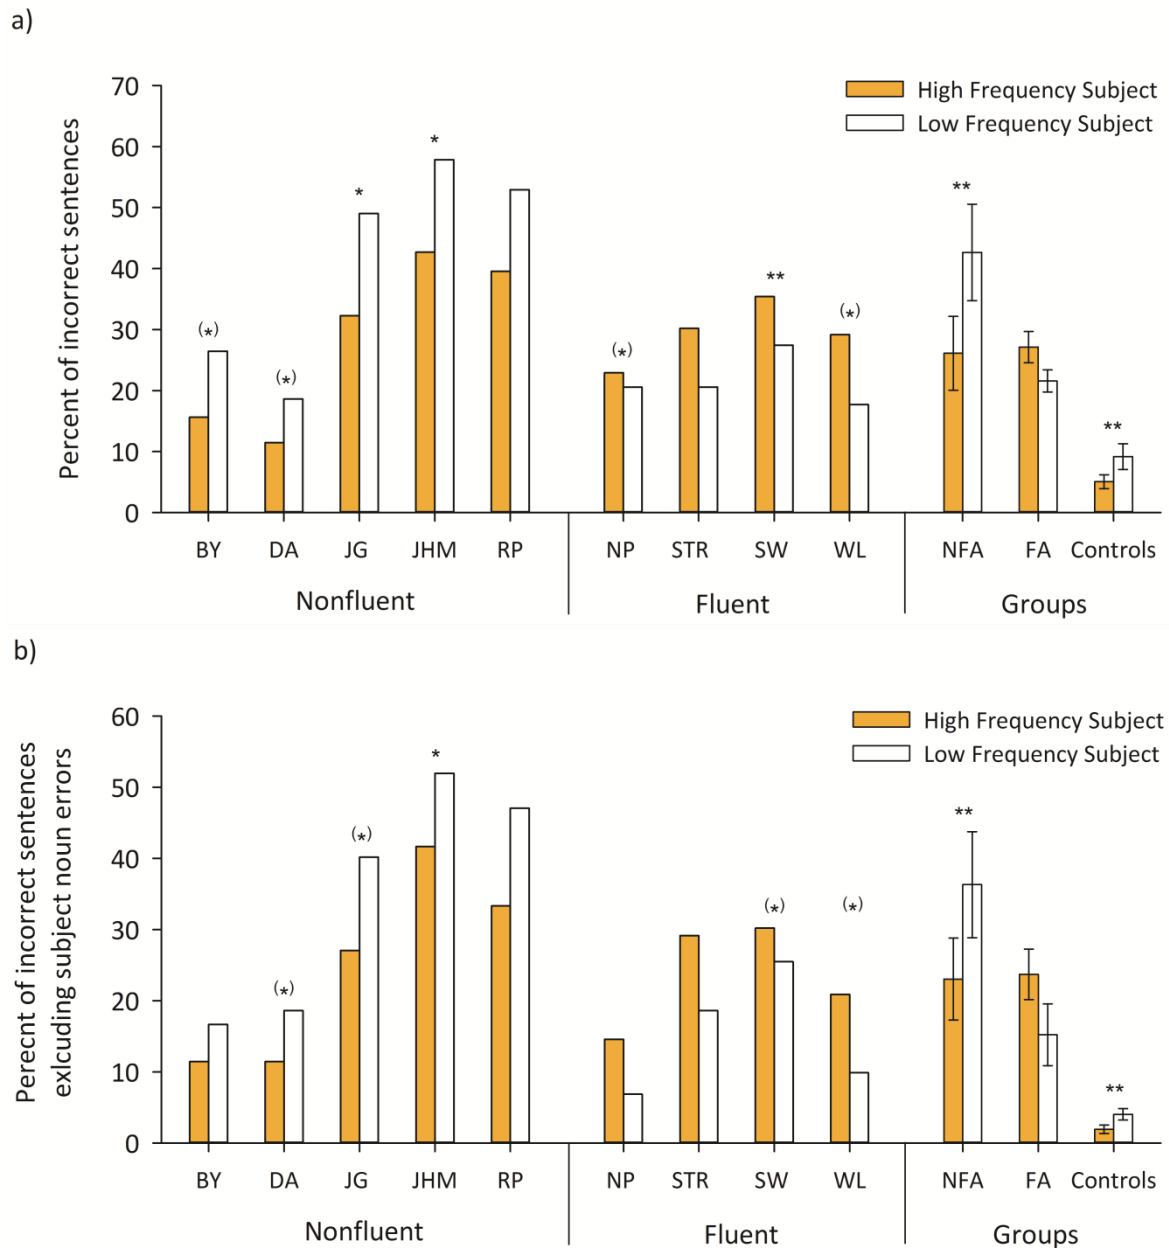 a)
70
60
50
40
30
20
10
0
Percent of incorrect sentences
High Frequency Subject
Low Frequency Subject
(*)
(*)
*
*
(*)
**
(*)
**
**
BY DA JG JHM RP NP STR SW WL NFA FA Controls
Nonfluent Fluent Groups
b)
60
50
40
30
20
10
0
Perecnt of incorrect sentences
exlcuding subject noun errors
High Frequency Subject
Low Frequency Subject
(*)
(*)
*
(*)
(*)
**
**
BY DA JG JHM RP NP STR SW WL NFA FA Controls
Nonfluent Fluent Groups